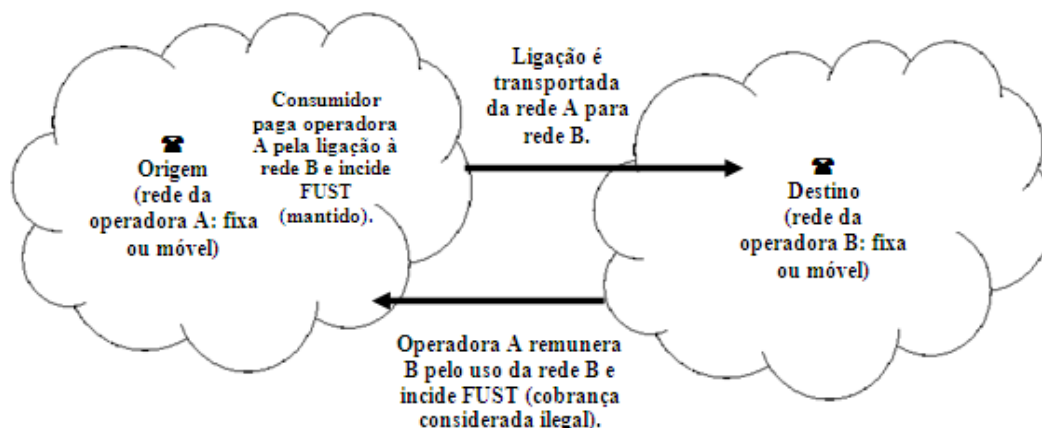 Consumidor
paga operadora
A pela ligação à
rede B e incide
FUST
(mantido).
Origem
(rede da
operadora A: fixa
ou móvel)
Ligação é
transportada
da rede A para
rede B.
Destino
(rede da
operadora B: fixa
ou móvel)
Operadora A remunera
B pelo uso da rede B e
incide FUST (cobrança
considerada ilegal).